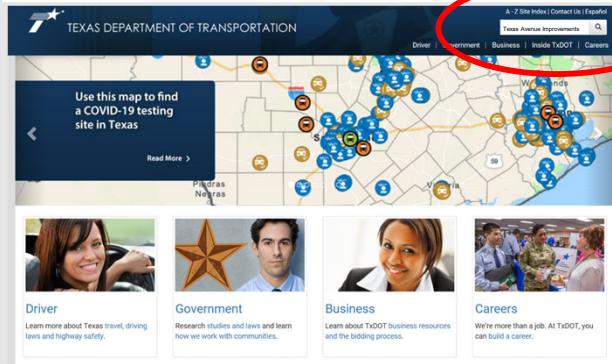 A - Z Site Index | Contact Us | Español
TEXAS DEPARTMENT OF TRANSPORTATION
Texas Avenue Improvements
Driver | Government | Business | Inside TxDOT | Careers
Use this map to find
a COVID-19 testing
site in Texas
Read More >
Piedras
Negras
59
Victoria
Driver
Learn more about Texas travel, driving
laws and highway safety.
Government
Research studies and laws and learn
how we work with communities.
Business
Learn about TxDOT business resources
and the bidding process.
Careers
We're more than a job. At TxDOT, you
can build a career.